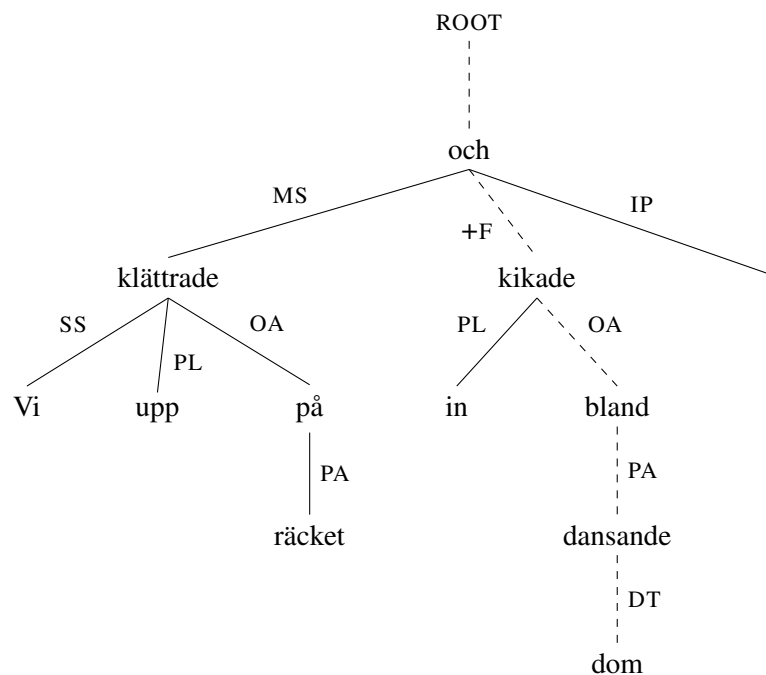 ROOT
och
MS
+F
IP
klättrade
kikade
SS
PL
OA
PL
OA
Vi
upp
på
in
bland
PA
PA
räcket
dansande
DT
dom